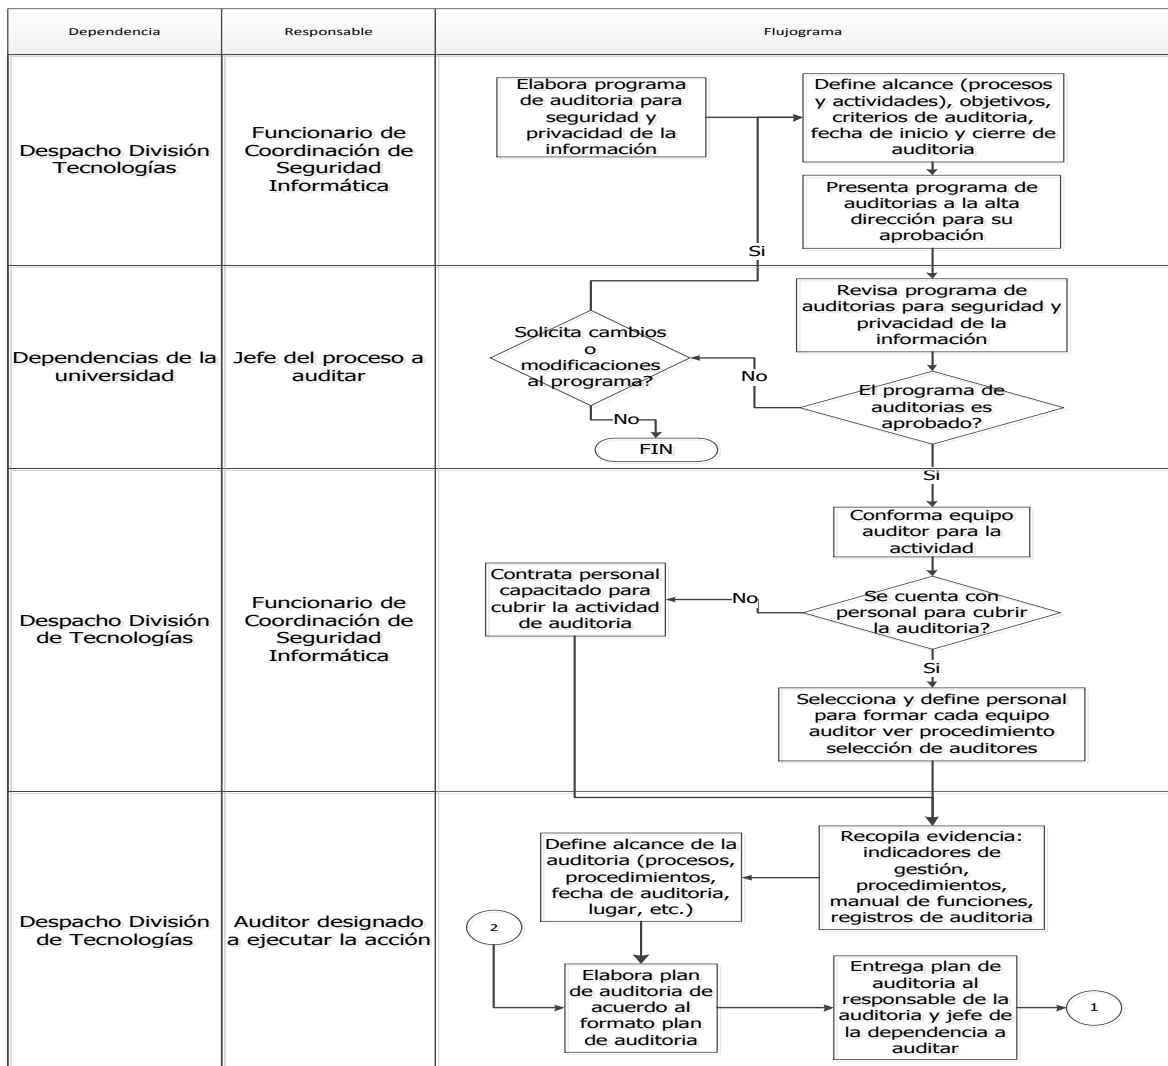 Dependencia
Responsable
Flujograma
Despacho División
Tecnologías
Funcionario de
Coordinación de
Seguridad
Informática
Elabora programa
de auditoria para
seguridad y
privacidad de la
información
Define alcance (procesos
y actividades), objetivos,
criterios de auditoria,
fecha de inicio y cierre de
auditoria
Presenta programa de
auditorias a la alta
dirección para su
aprobación
Si
Dependencias de la
universidad
Jefe del proceso a
auditar
Solicita cambios
o
modificaciones
al programa?
No
FIN
Revisa programa de
auditorias para seguridad y
privacidad de la
información
No
El programa de
auditorias es
aprobado?
Si
Despacho División
de Tecnologías
Funcionario de
Coordinación de
Seguridad
Informática
Conforma equipo
auditor para la
actividad
Contrata personal
capacitado para
cubrir la actividad
de auditoria
No
Se cuenta con
personal para cubrir
la auditoria?
Si
Selecciona y define personal
para formar cada equipo
auditor ver procedimiento
selección de auditores
Despacho División
de Tecnologías
Auditor designado
a ejecutar la acción
Define alcance de la
auditoria (procesos,
procedimientos,
fecha de auditoria,
lugar, etc.)
Recopila evidencia:
indicadores de
gestión,
procedimientos,
manual de funciones,
registros de auditoria
2
Elabora plan
de auditoria de
acuerdo al
formato plan
de auditoria
Entrega plan de
auditoria al
responsable de la
auditoria y jefe de
la dependencia a
auditar
1